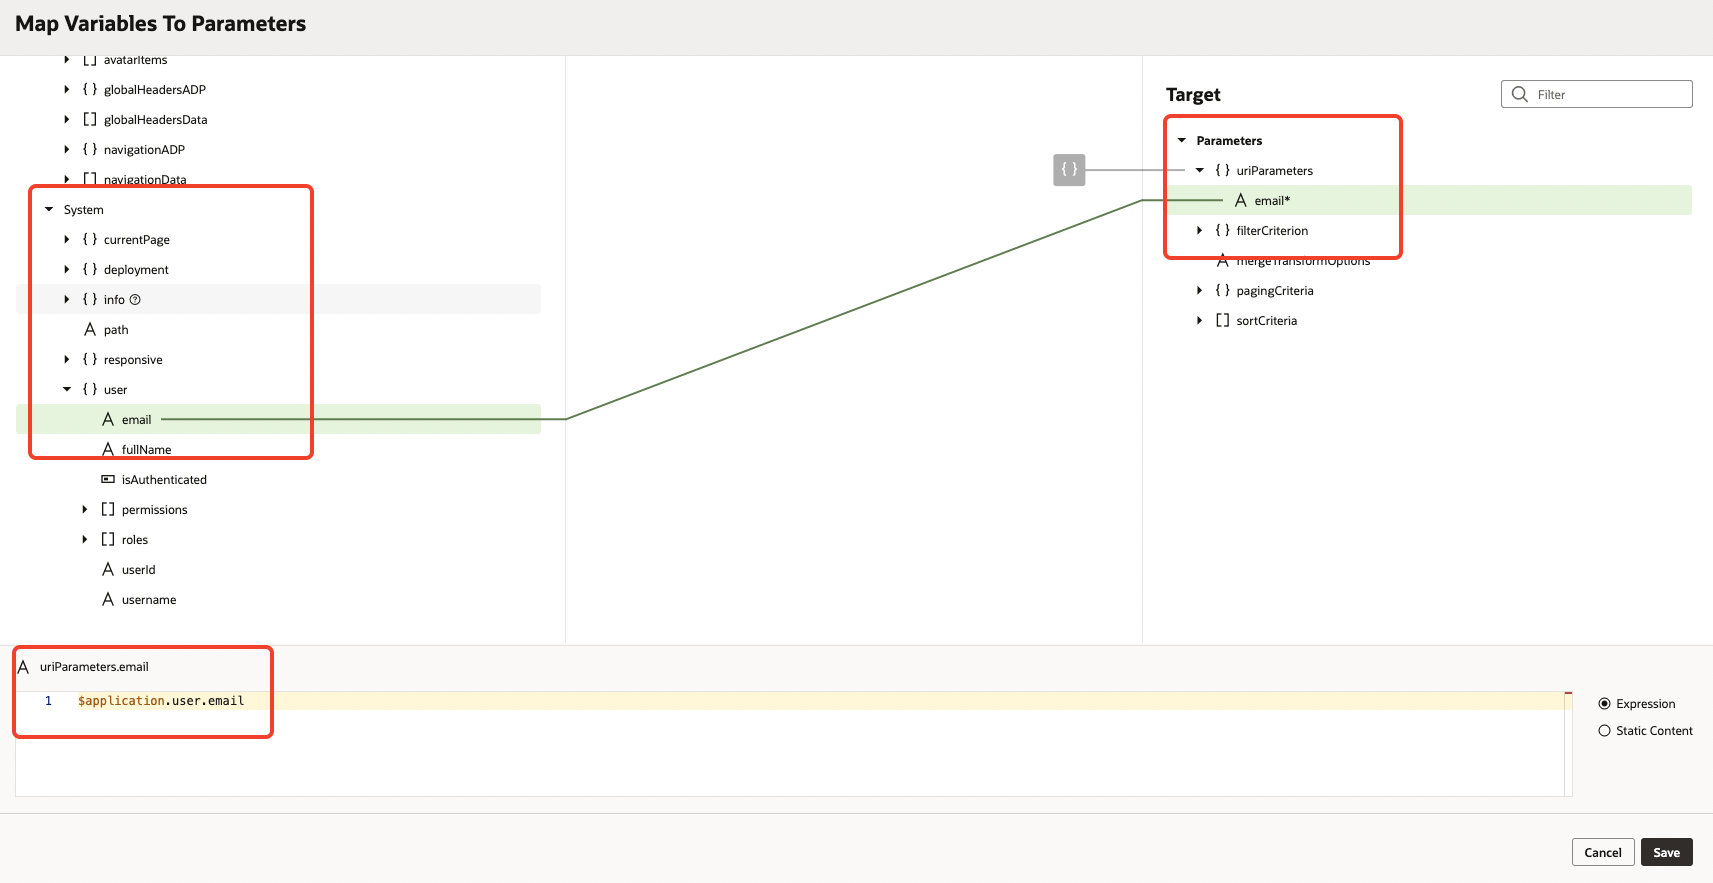 Map Variables To Parameters
avatarItems
{ } globalHeadersADP
[ ] globalHeadersData
{ } navigationADP
[ ] navigationData
System
{ } currentPage
{ } deployment
{ } info ?
A path
{ } responsive
{ } user
A email
A fullName
isAuthenticated
[ ] permissions
[ ] roles
A userId
A username
{ }
Target
Filter
Parameters
{ } uriParameters
A email*
{ } filterCriterion
A mergeTransformOptions
{ } pagingCriteria
[ ] sortCriteria
A uriParameters.email
1 $application.user.email
Expression
Static Content
Cancel Save